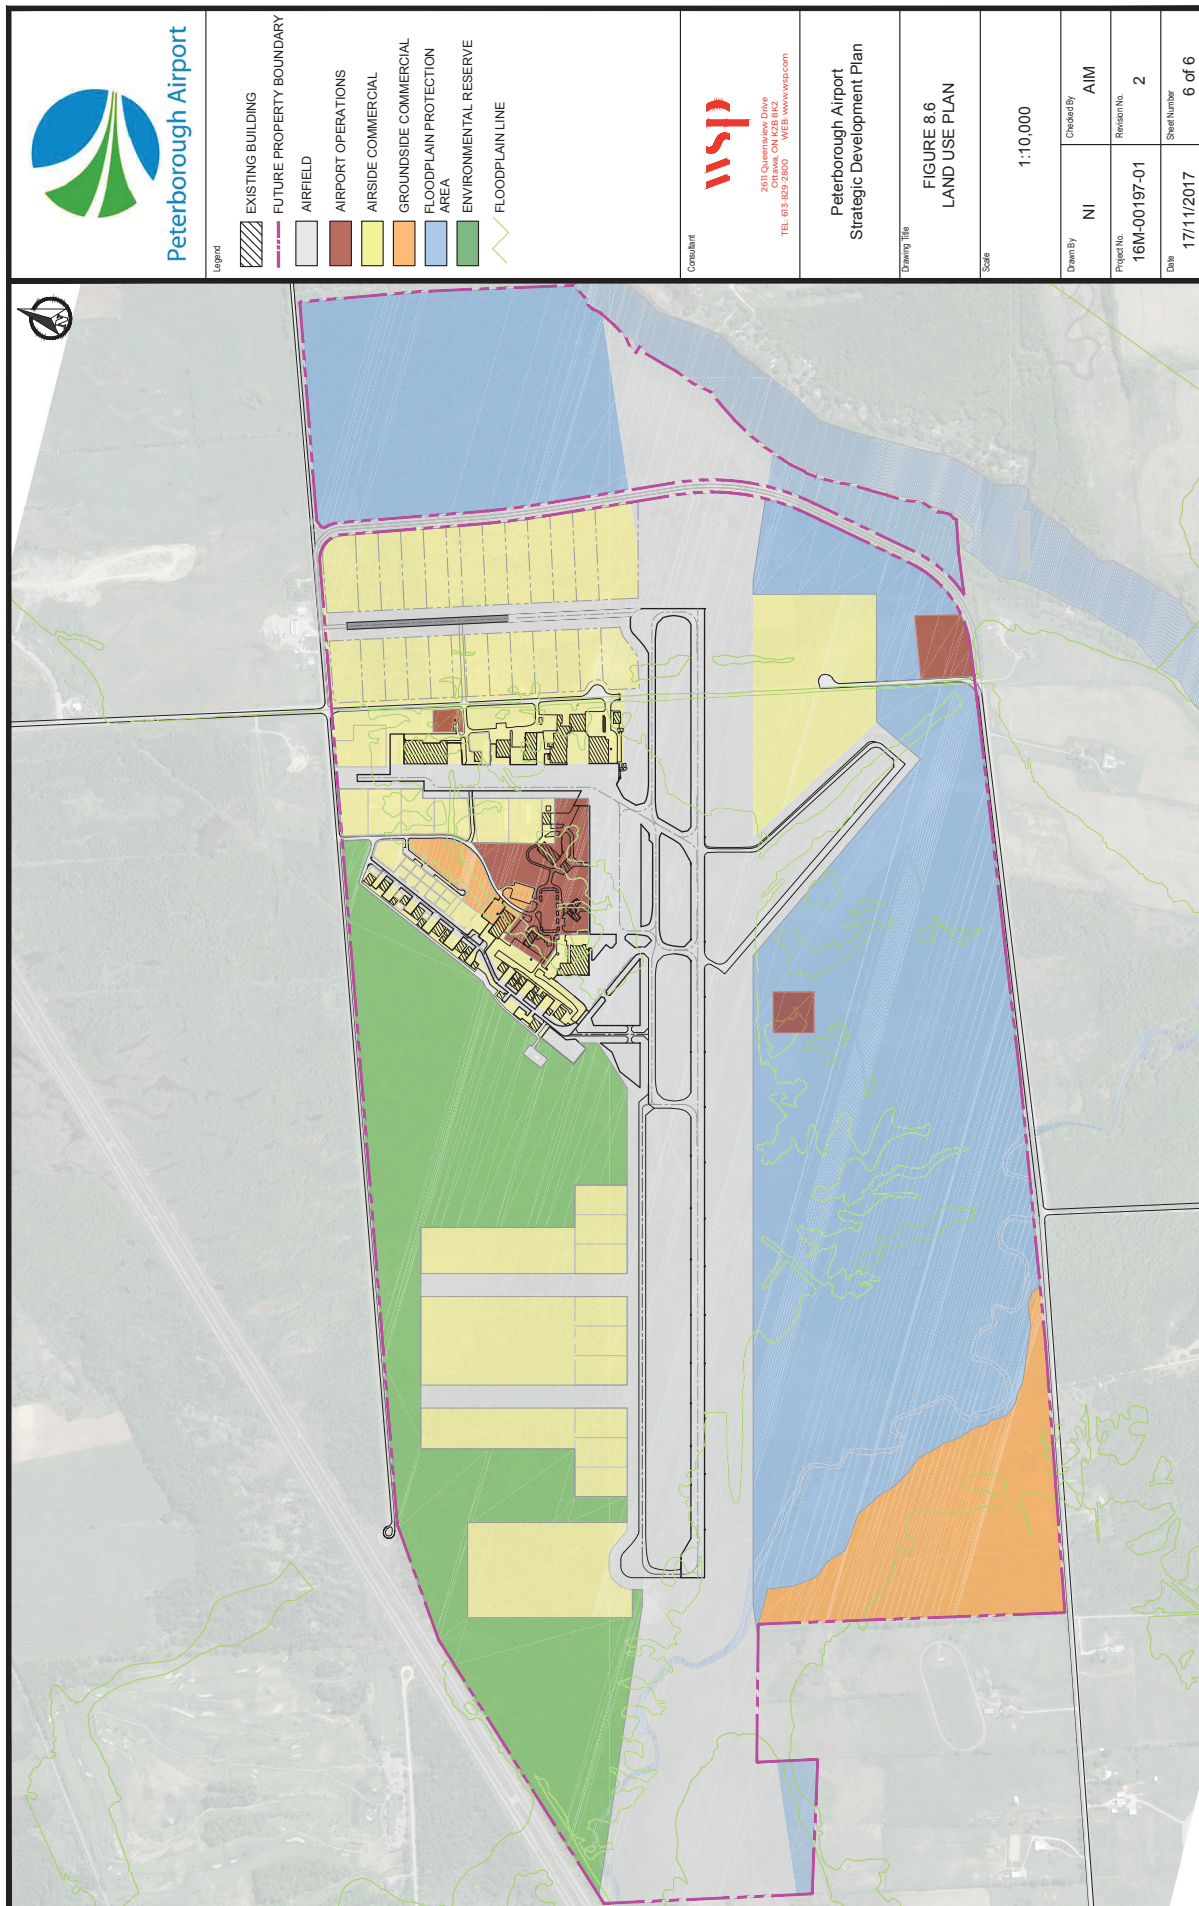 Peterborough Airport
Legend
EXISTING BUILDING
FUTURE PROPERTY BOUNDARY
AIRFIELD
AIRPORT OPERATIONS
AIRSIDE COMMERCIAL
GROUNDSIDE COMMERCIAL
FLOODPLAIN PROTECTION
AREA
ENVIRONMENTAL RESERVE
FLOODPLAIN LINE
Consultant
wsp
2611 Queensview Drive
Ottawa, ON K2B 8K2
TEL: 613-829-2800 WEB: www.wsp.com
Peterborough Airport
Strategic Development Plan
Drawing Title
FIGURE 8.6
LAND USE PLAN
Scale
1:10,000
Drawn By
NI
Checked By
AIM
Project No.
16M-00197-01
Revision No.
2
Date
17/11/2017
Sheet Number
6 of 6